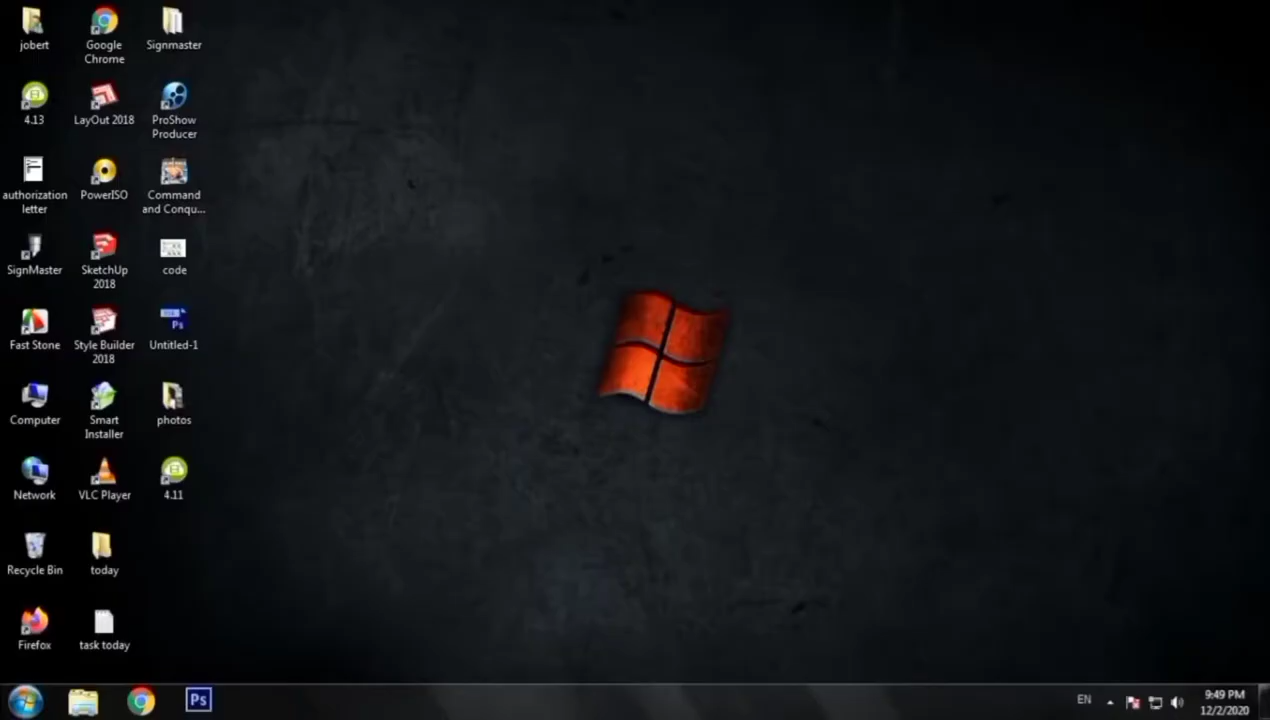 jobert
Google
Chrome
Signmaster
4.13
LayOut 2018
ProShow
Producer
authorization
letter
PowerISO
Command
and Conqu...
SignMaster
SketchUp
2018
code
Fast Stone
Style Builder
2018
Ps
Untitled-1
Computer
Smart
Installer
photos
Network
VLC Player
4.11
Recycle Bin
today
Firefox
task today
Ps
EN
9:49 PM
12/2/2020